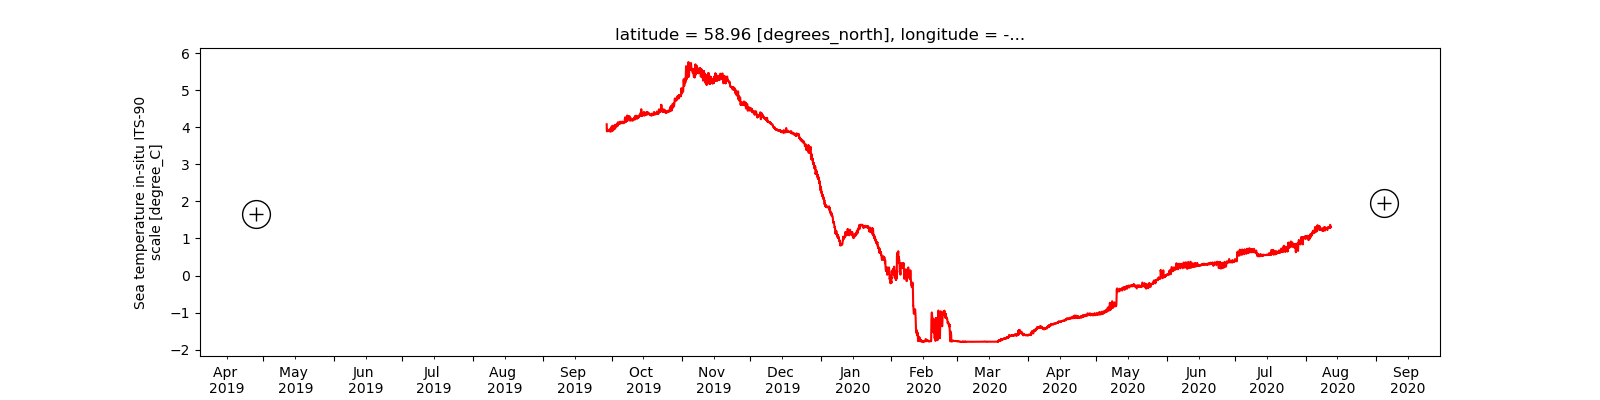 latitude = 58.96 [degrees_north], longitude = -...
Sea temperature in-situ ITS-90
scale [degree_C]
6
5
4
3
2
1
0
−1
−2
Apr Jun Jul Aug Sep Oct Nov Dec Jan Feb Mar Apr May Jun Jul Aug Sep
2019 2019 2019 2019 2019 2019 2019 2019 2019 2020 2020 2020 2020 2020 2020 2020 2020 2020